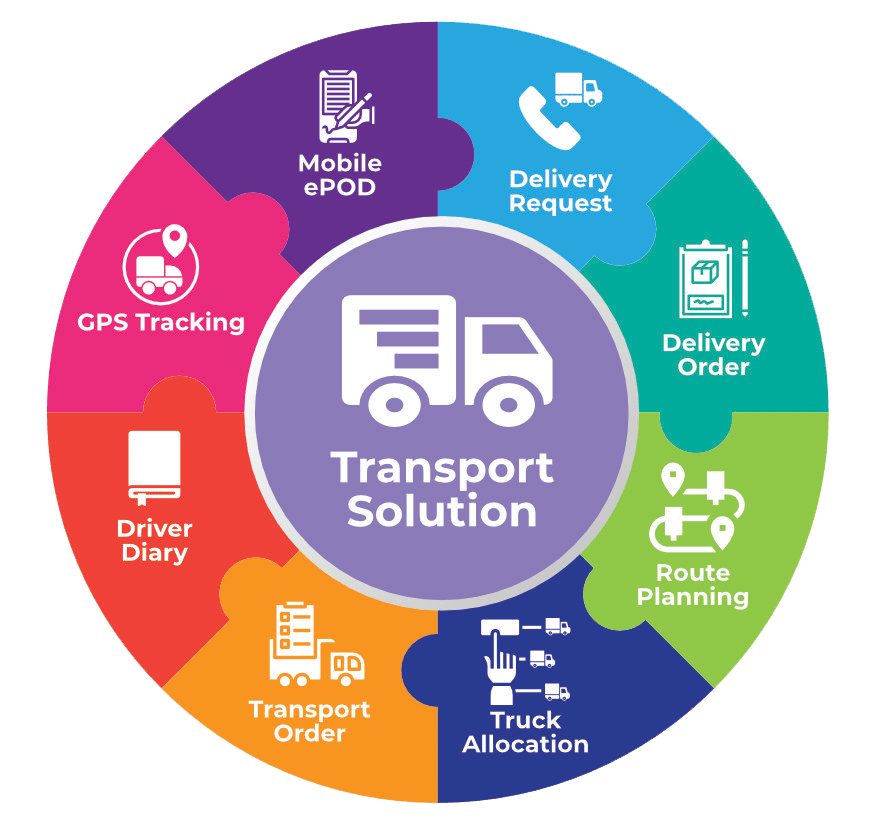 Mobile
ePOD
Delivery
Request
GPS Tracking
Delivery
Order
Transport
Solution
Driver
Diary
Route
Planning
Transport
Order
Truck
Allocation